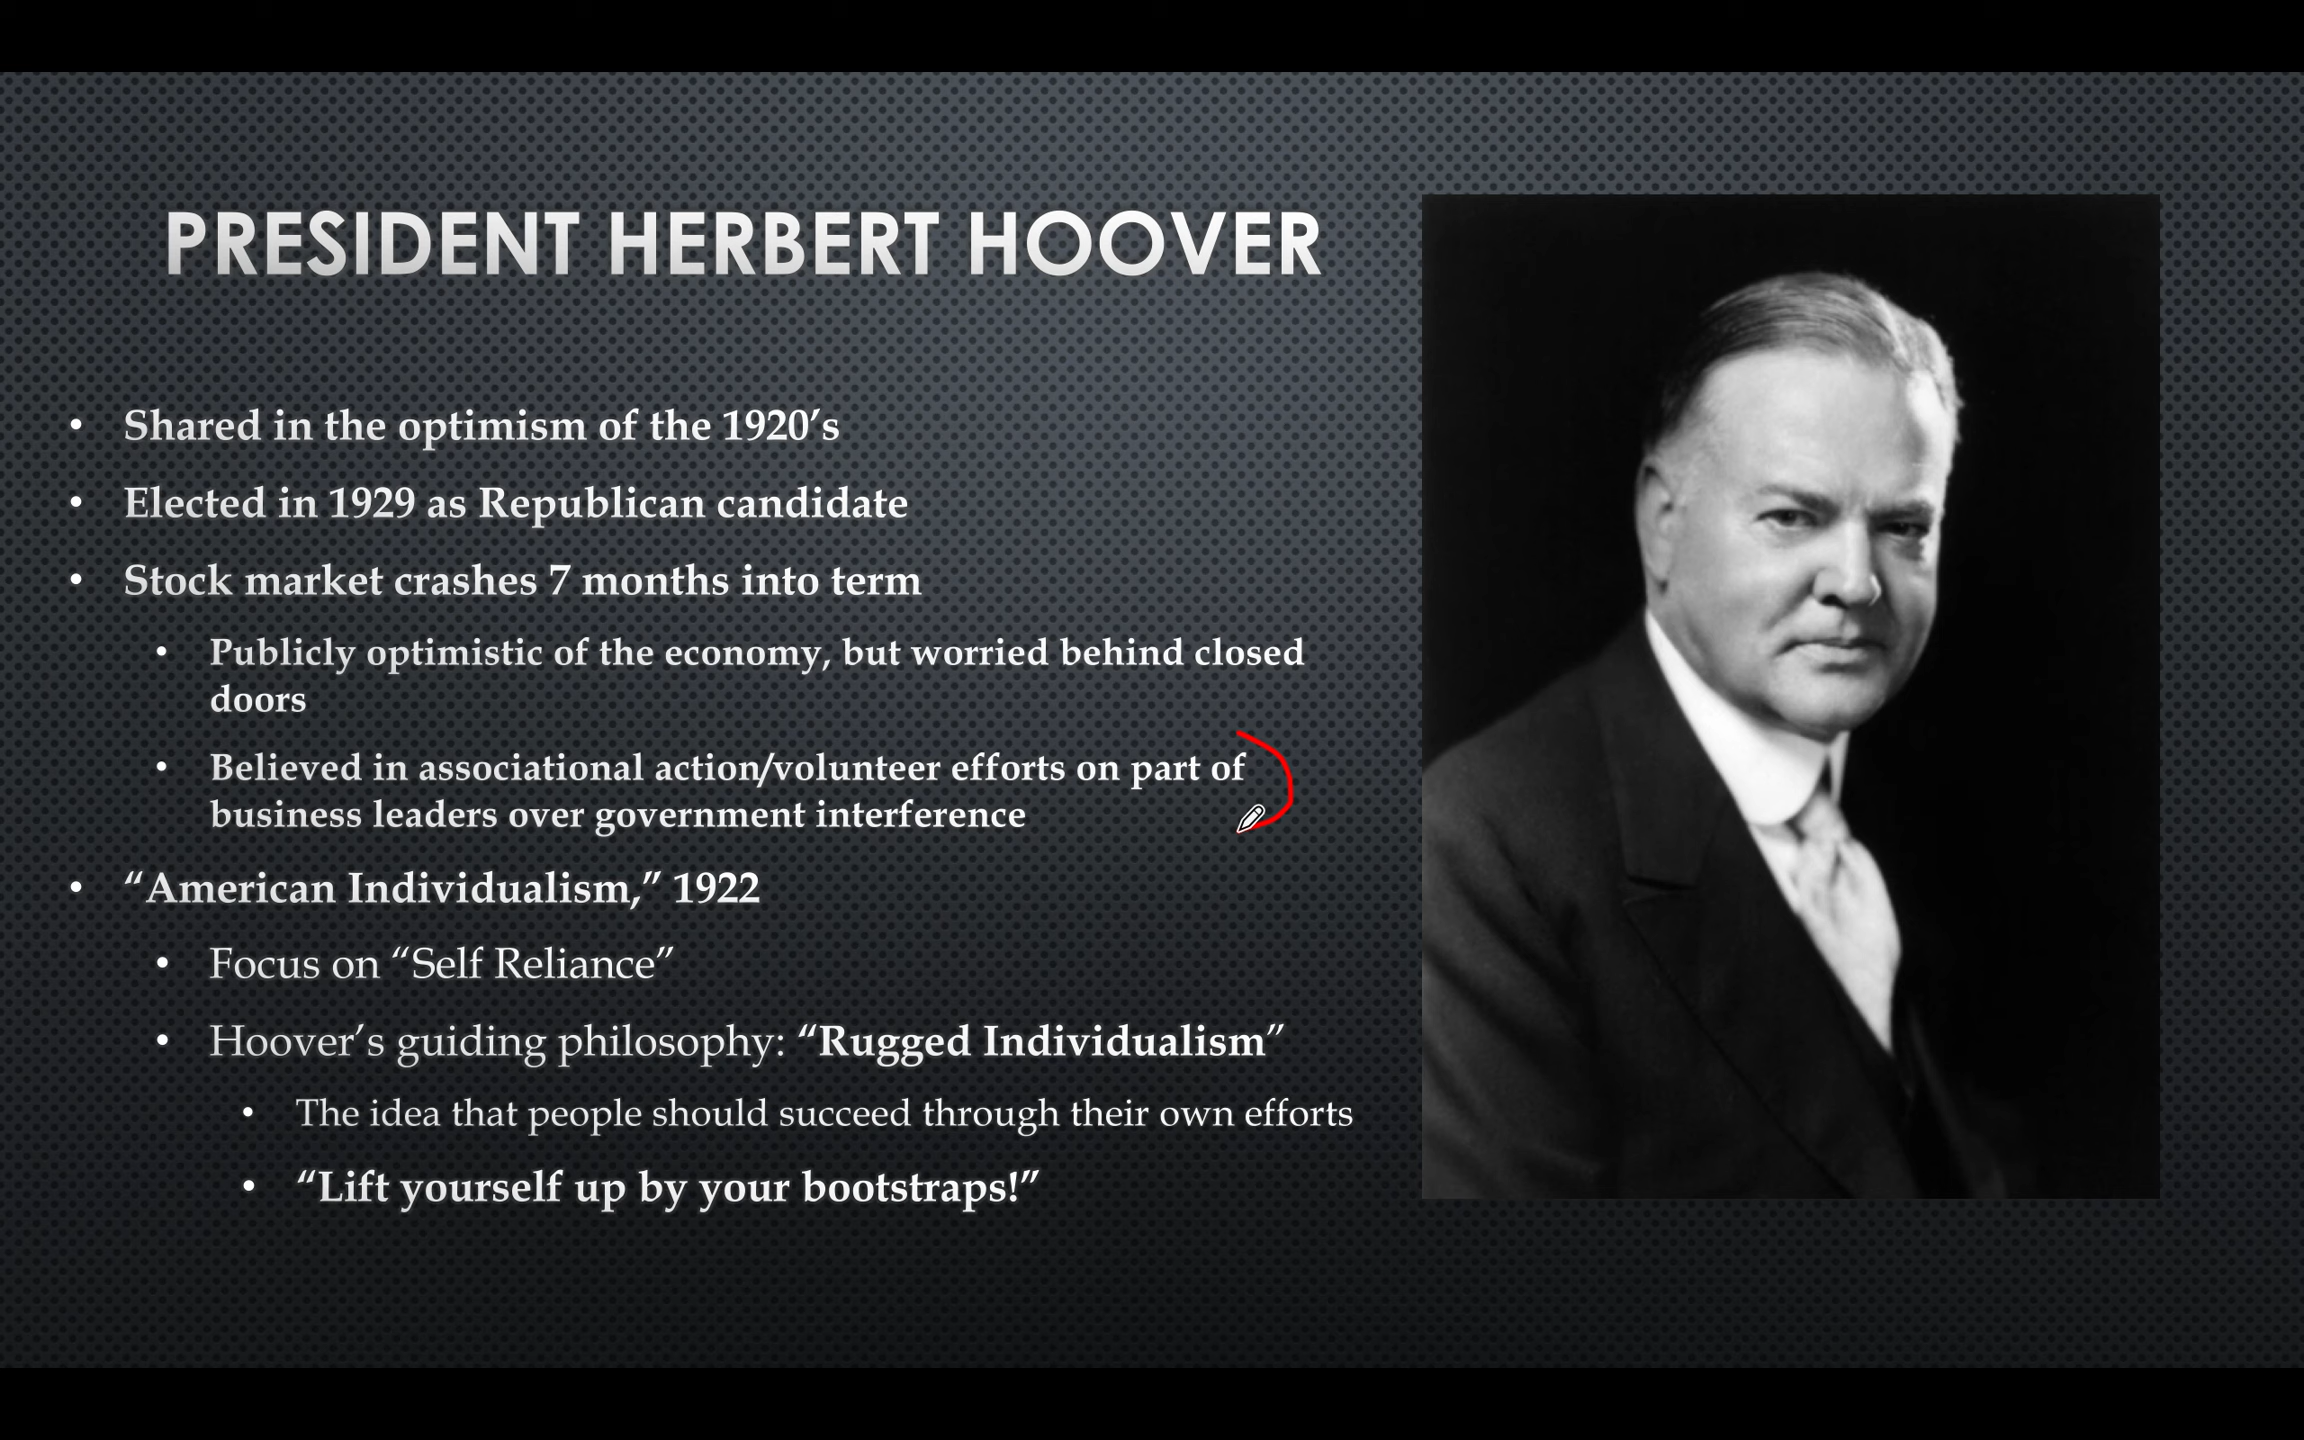 PRESIDENT HERBERT HOOVER
• Shared in the optimism of the 1920’s
• Elected in 1929 as Republican candidate
• Stock market crashes 7 months into term
• Publicly optimistic of the economy, but worried behind closed
doors
• Believed in associational action/volunteer efforts on part of
business leaders over government interference
• “American Individualism,” 1922
• Focus on “Self Reliance”
• Hoover’s guiding philosophy: “Rugged Individualism”
• The idea that people should succeed through their own efforts
• “Lift yourself up by your bootstraps!”